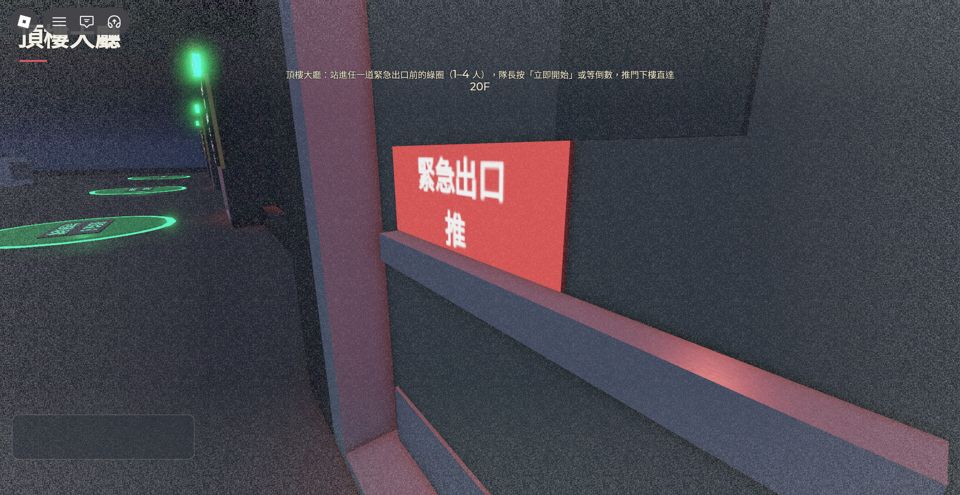 頂樓大廳
頂樓大廳：站進任一道緊急出口前的綠圈（1–4 人），隊長按「立即開始」或等倒數，推門下樓直達
20F
緊急出口
推